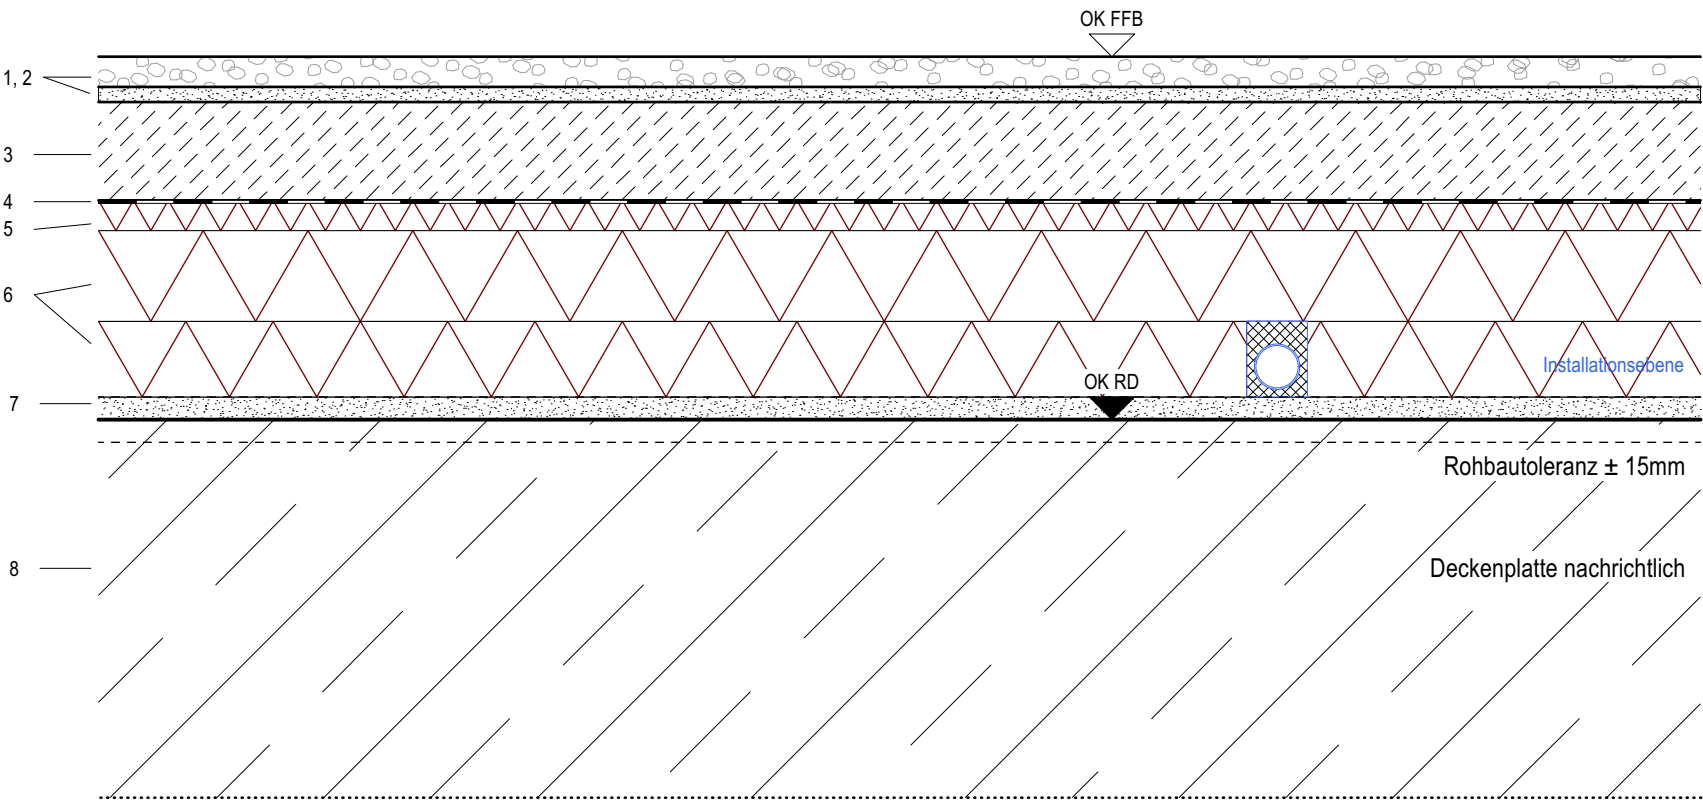 OK FFB
1, 2
3
4
5
6
Installationsebene
OK RD
7
Rohbautoleranz ± 15mm
8
Deckenplatte nachrichtlich